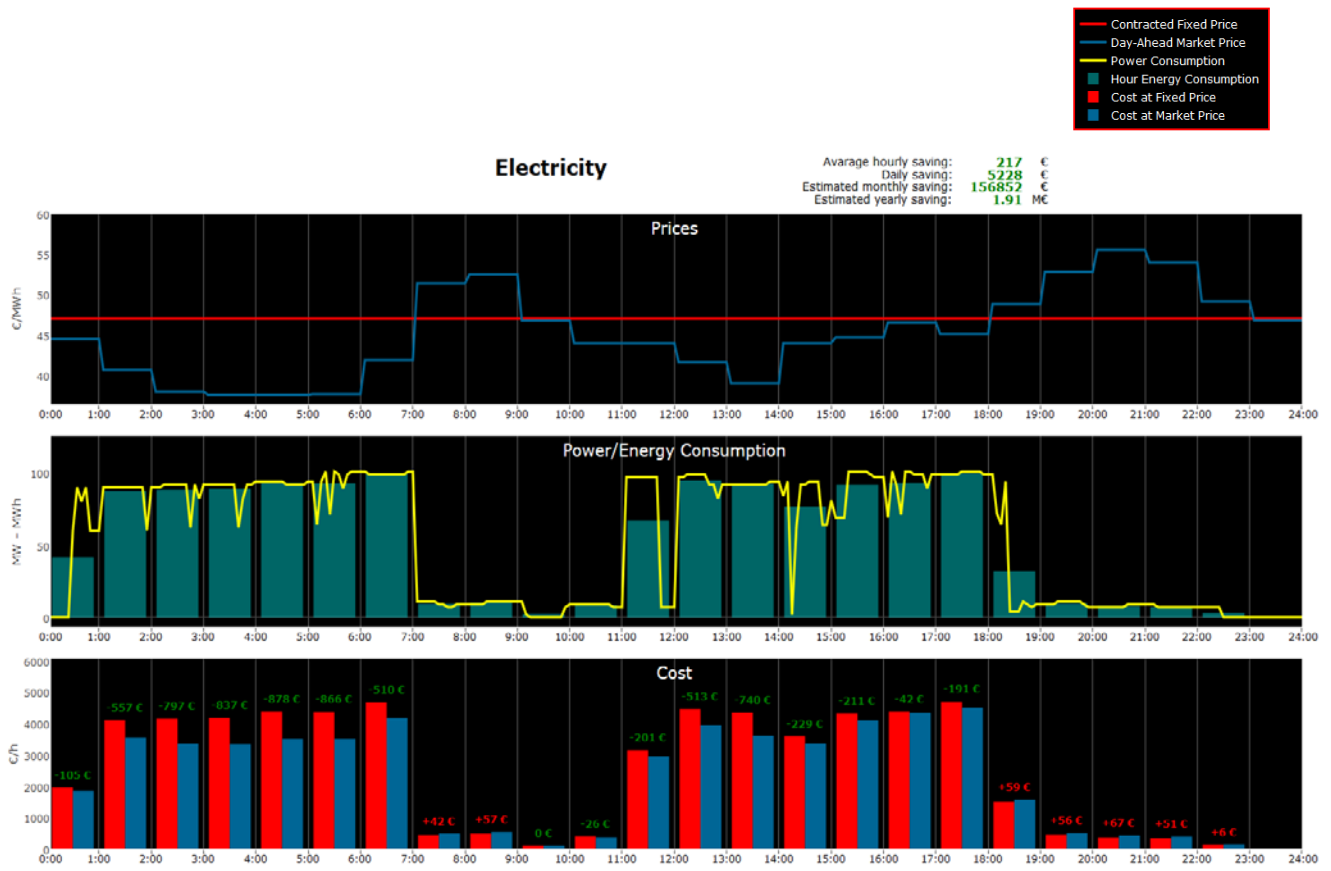 Contracted Fixed Price
Day-Ahead Market Price
Power Consumption
Hour Energy Consumption
Cost at Fixed Price
Cost at Market Price
Electricity
Avarage hourly saving: 217 €
Daily saving: 5228 €
Estimated monthly saving: 156852 €
Estimated yearly saving: 1.91 M€
Prices
€/MWh
60
55
50
45
40
0:00 1:00 2:00 3:00 4:00 5:00 6:00 7:00 8:00 9:00 10:00 11:00 12:00 13:00 14:00 15:00 16:00 17:00 18:00 19:00 20:00 21:00 22:00 23:00 24:00
Power/Energy Consumption
MW - MWh
100
50
0
0:00 1:00 2:00 3:00 4:00 5:00 6:00 7:00 8:00 9:00 10:00 11:00 12:00 13:00 14:00 15:00 16:00 17:00 18:00 19:00 20:00 21:00 22:00 23:00 24:00
Cost
€/h
6000
5000
4000
3000
2000
1000
0
-105 € -557 € -797 € -837 € -878 € -866 € -510 € +42 € +57 € 0 € -26 € -201 € -513 € -740 € -229 € -211 € -42 € -191 € +59 € +56 € +67 € +51 € +6 €
0:00 1:00 2:00 3:00 4:00 5:00 6:00 7:00 8:00 9:00 10:00 11:00 12:00 13:00 14:00 15:00 16:00 17:00 18:00 19:00 20:00 21:00 22:00 23:00 24:00